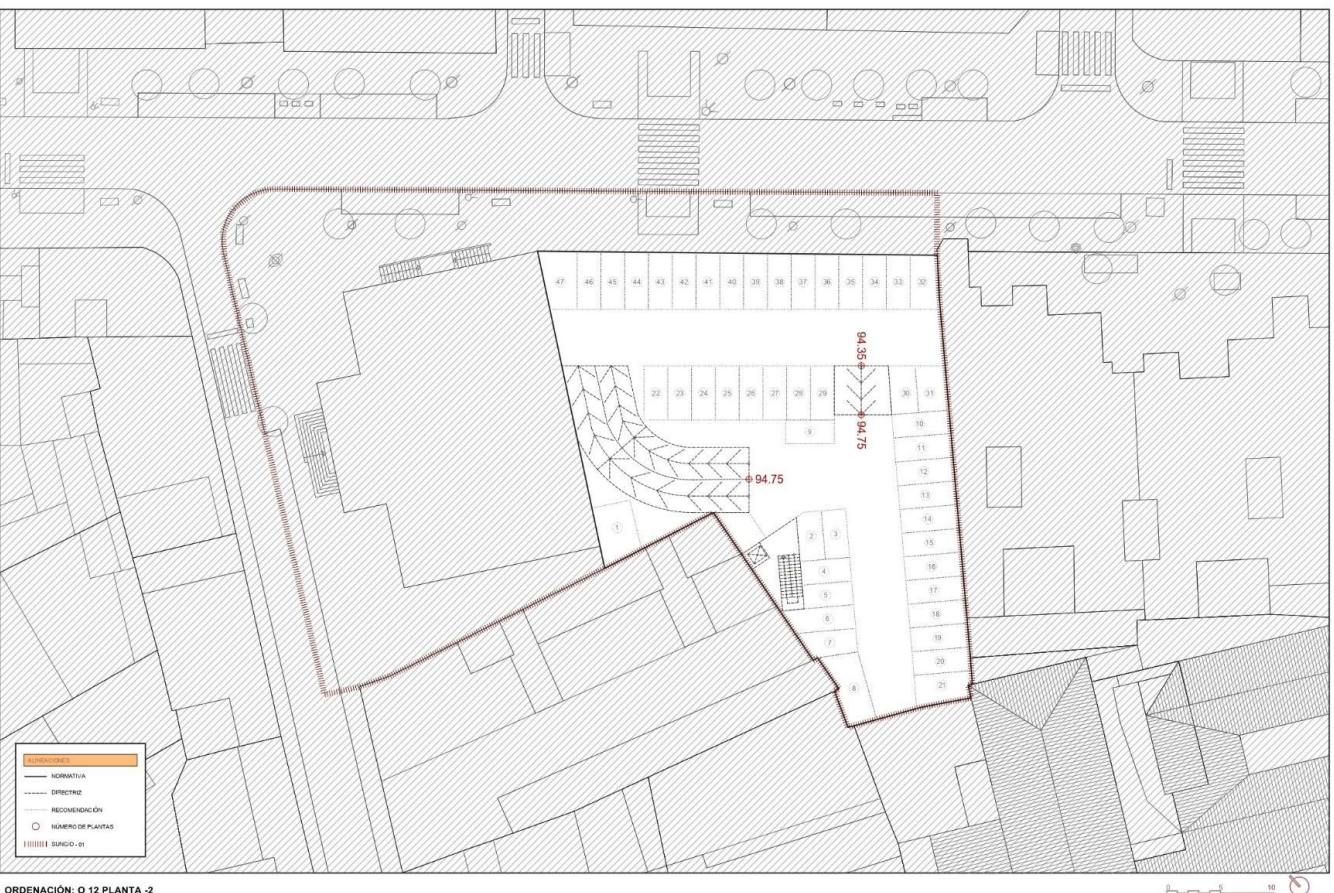 47 46 45 44 43 42 41 40 39 38 37 36 35 34 33 32
94.35
22 23 24 25 26 27 28 29 30 31
9
94.75
10
11
94.75
12
13
14
1
2 3
15
4
16
5
17
6
18
7
19
20
8
21
ALINEACIONES
NORMATIVA
DIRECTRIZ
RECOMENDACIÓN
NÚMERO DE PLANTAS
SUNC/O - 01
ORDENACIÓN: O 12 PLANTA -2
0 5 10